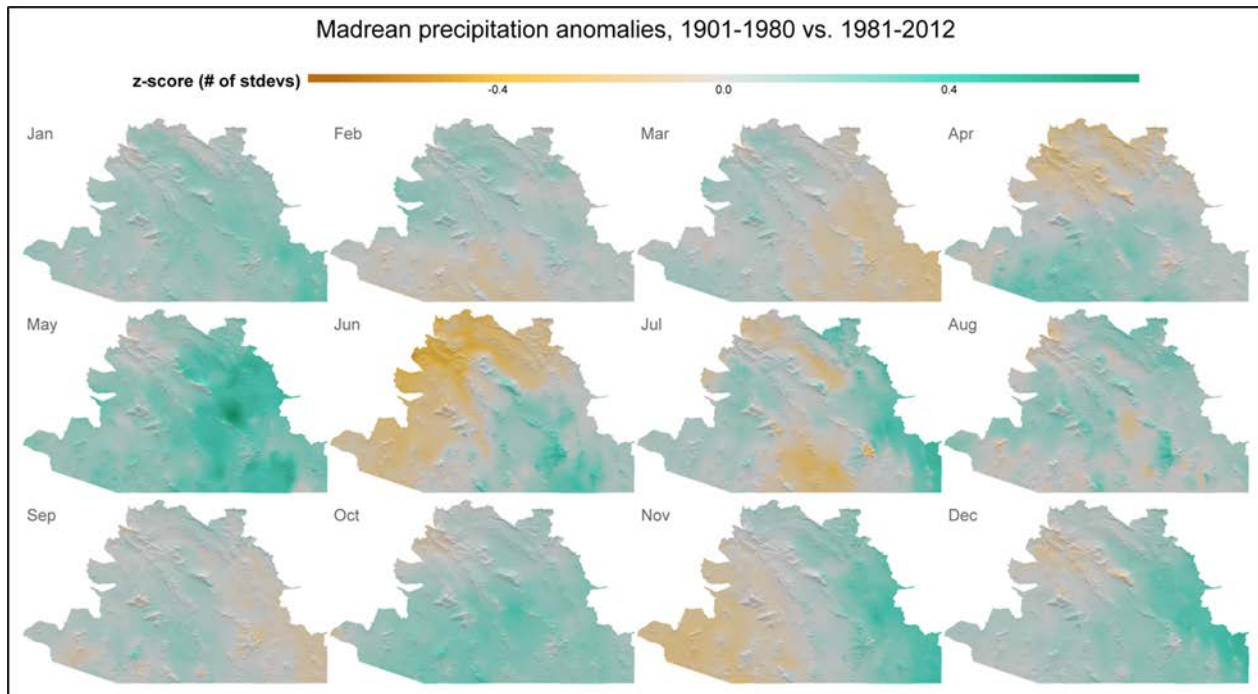 Madrean precipitation anomalies, 1901-1980 vs. 1981-2012
z-score (# of stdevs)
-0.4 0.0 0.4
Jan Feb Mar Apr
May Jun Jul Aug
Sep Oct Nov Dec